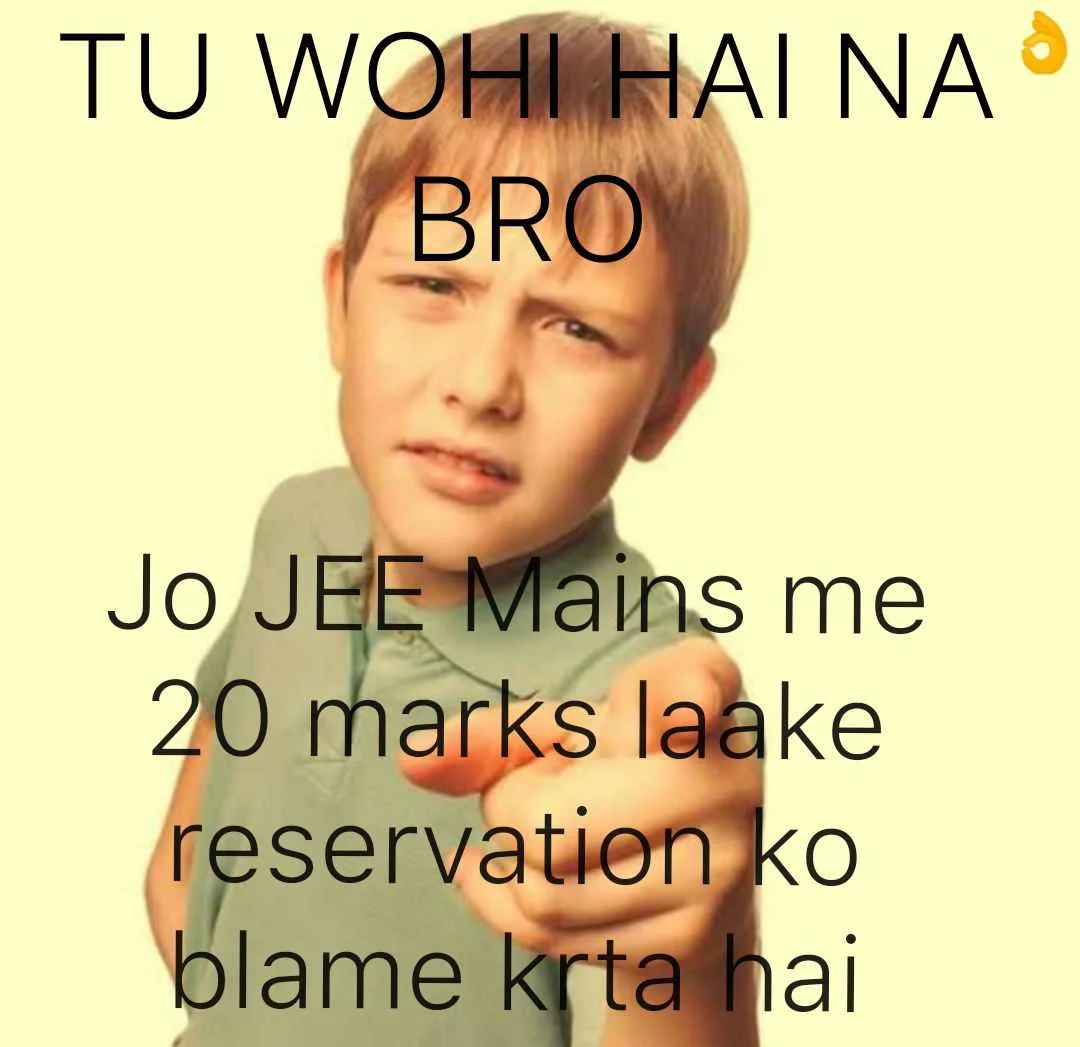 TU WOHI HAI NA👌
BRO
Jo JEE Mains me
20 marks laake
reservation ko
blame krta hai